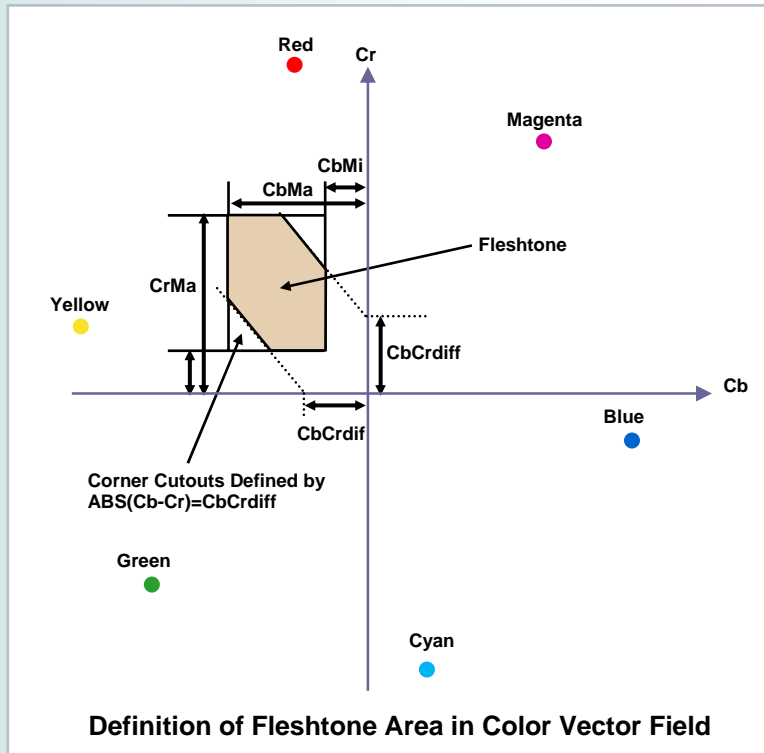 Red
Cr
Magenta
CbMi
CbMa
Fleshtone
CrMa
Yellow
CbCrdiff
Cb
Blue
CbCrdif
Corner Cutouts Defined by
ABS(Cb-Cr)=CbCrdiff
Green
Cyan
Definition of Fleshtone Area in Color Vector Field